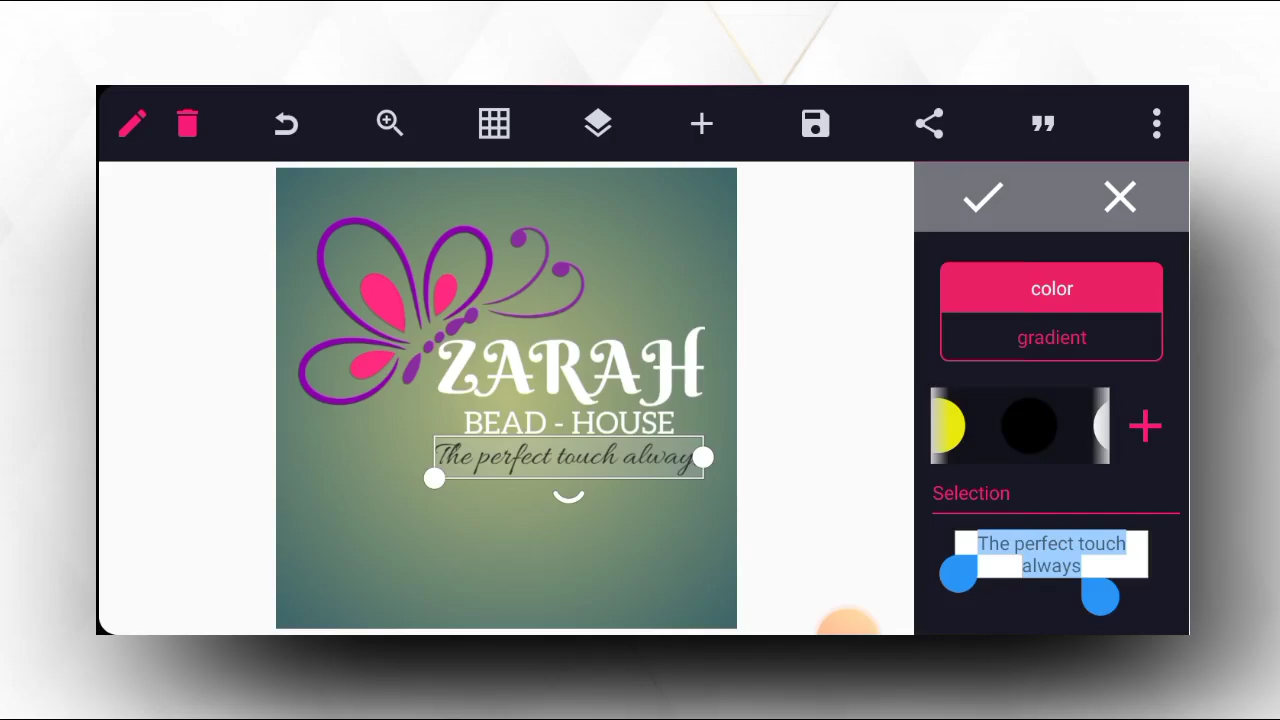 color
gradient
ZARAH
BEAD - HOUSE
The perfect touch alway
Selection
The perfect touch
always